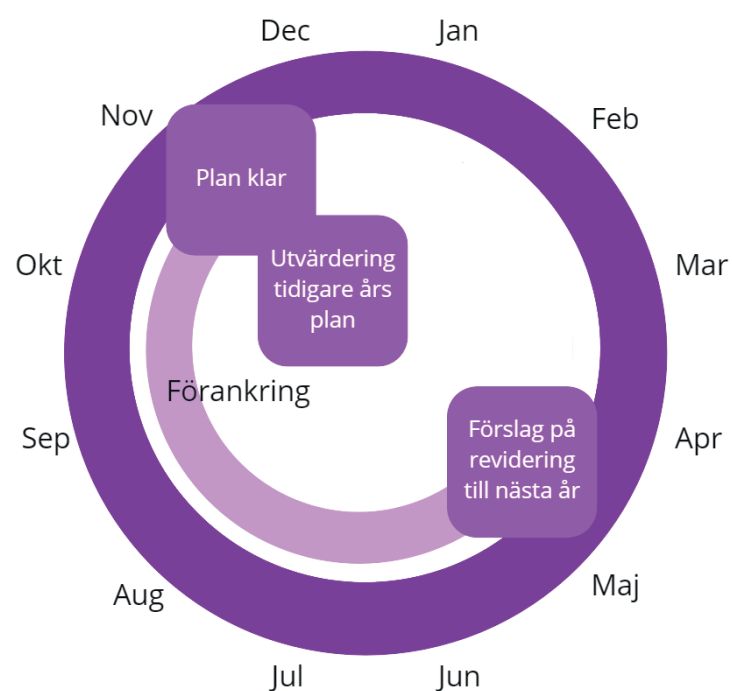 Dec
Jan
Nov
Feb
Plan klar
Okt
Utvärdering
tidigare års
plan
Mar
Förankring
Sep
Förslag på
revidering
till nästa år
Apr
Aug
Maj
Jul
Jun